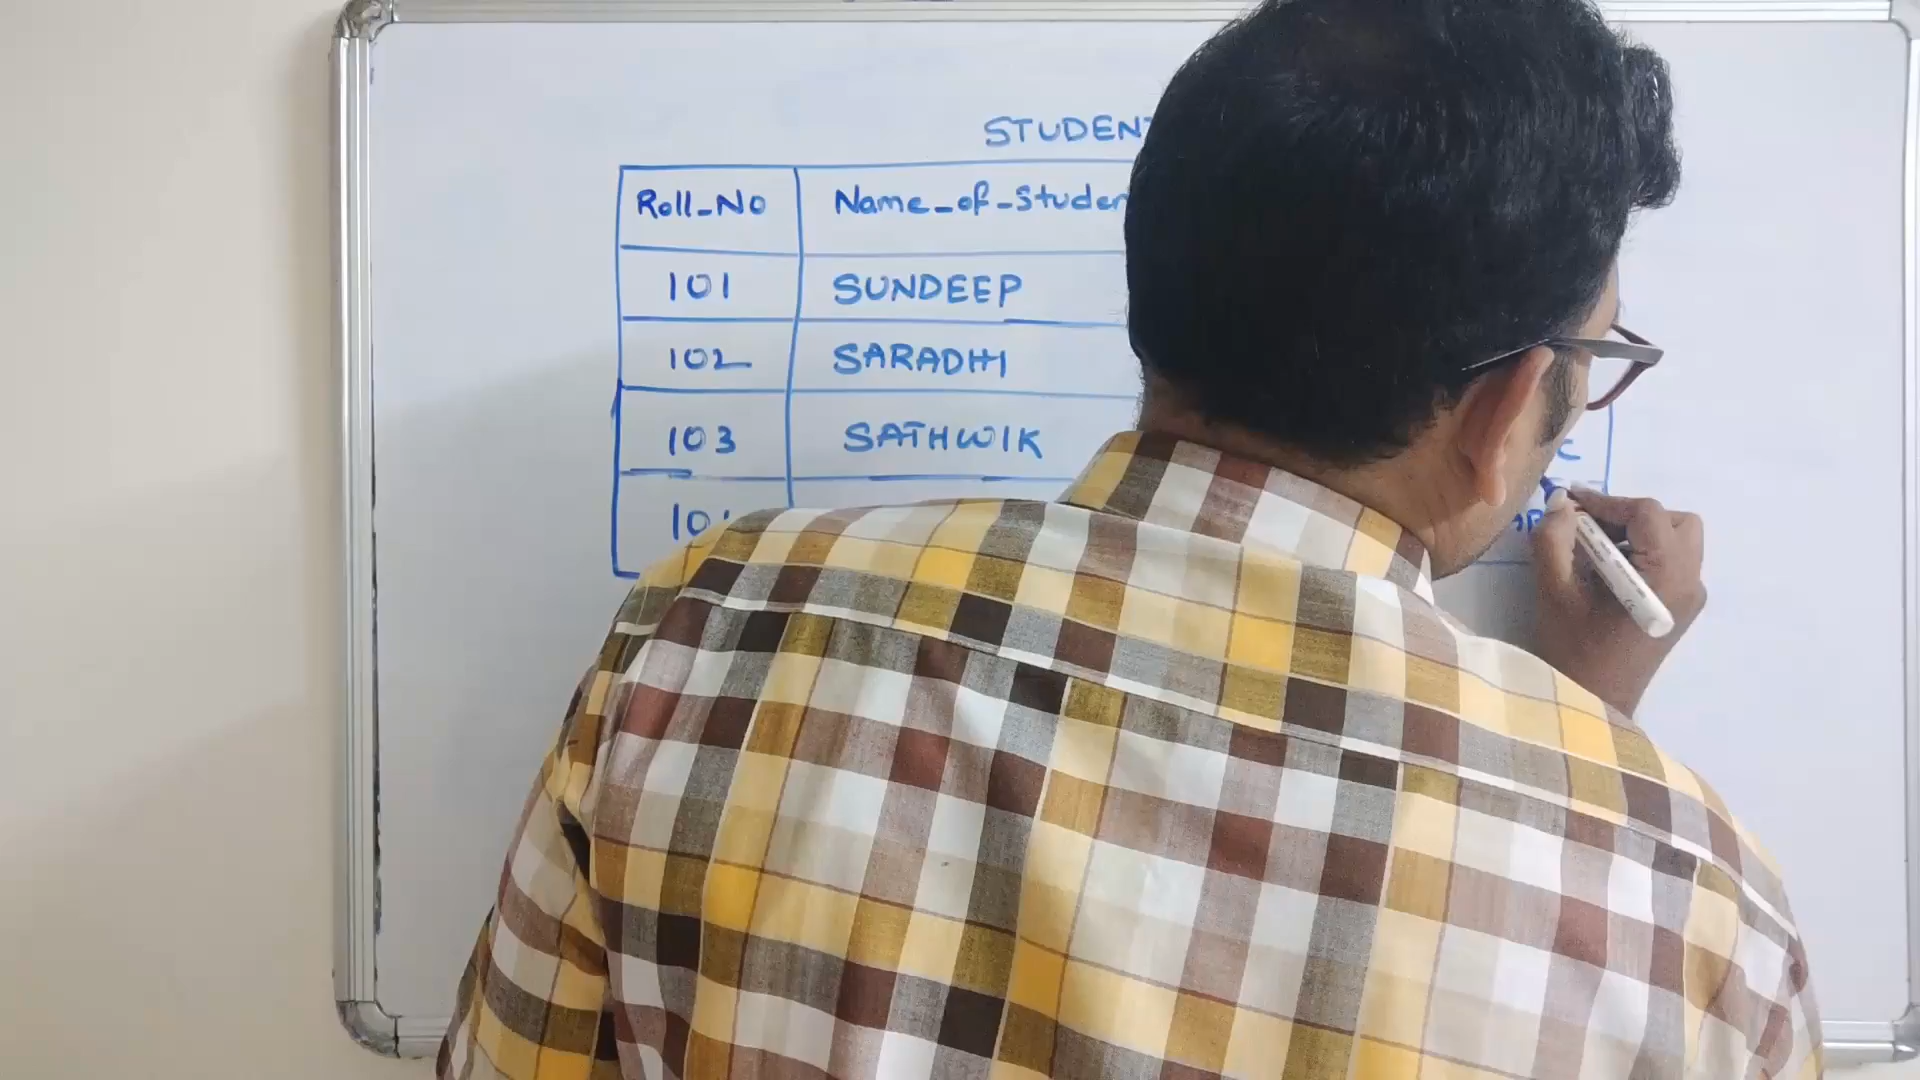 STUDENT
Roll_No Name_of_Studen
101 SUNDEEP
102 SARADHI
103 SATHWIK C
10